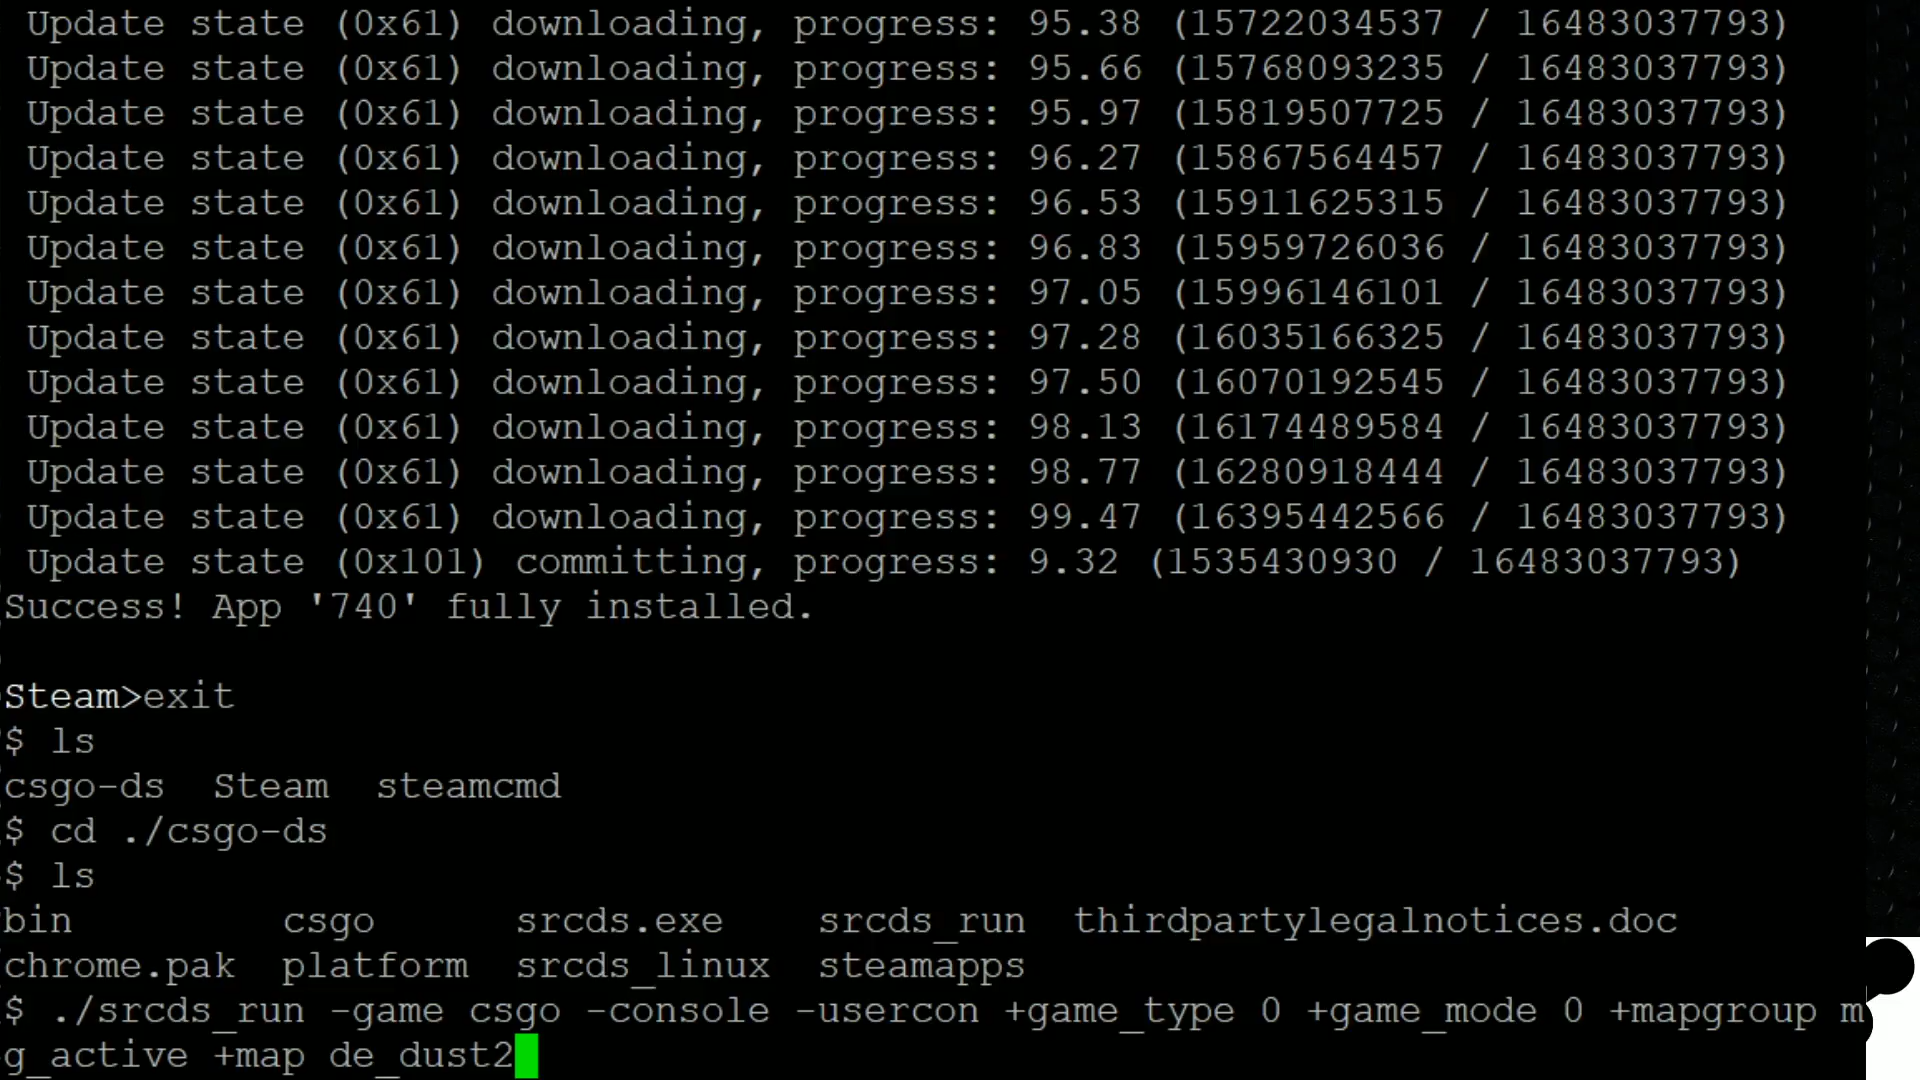 Update state (0x61) downloading, progress: 95.38 (15722034537 / 16483037793)
Update state (0x61) downloading, progress: 95.66 (15768093235 / 16483037793)
Update state (0x61) downloading, progress: 95.97 (15819507725 / 16483037793)
Update state (0x61) downloading, progress: 96.27 (15867564457 / 16483037793)
Update state (0x61) downloading, progress: 96.53 (15911625315 / 16483037793)
Update state (0x61) downloading, progress: 96.83 (15959726036 / 16483037793)
Update state (0x61) downloading, progress: 97.05 (15996146101 / 16483037793)
Update state (0x61) downloading, progress: 97.28 (16035166325 / 16483037793)
Update state (0x61) downloading, progress: 97.50 (16070192545 / 16483037793)
Update state (0x61) downloading, progress: 98.13 (16174489584 / 16483037793)
Update state (0x61) downloading, progress: 98.77 (16280918444 / 16483037793)
Update state (0x61) downloading, progress: 99.47 (16395442566 / 16483037793)
Update state (0x101) committing, progress: 9.32 (1535430930 / 16483037793)
Success! App '740' fully installed.
Steam>exit
$ ls
csgo-ds Steam steamcmd
$ cd ./csgo-ds
$ ls
bin csgo srcds.exe srcds_run thirdpartylegalnotices.doc
chrome.pak platform srcds_linux steamapps
$ ./srcds_run -game csgo -console -usercon +game_type 0 +game_mode 0 +mapgroup m
g_active +map de_dust2